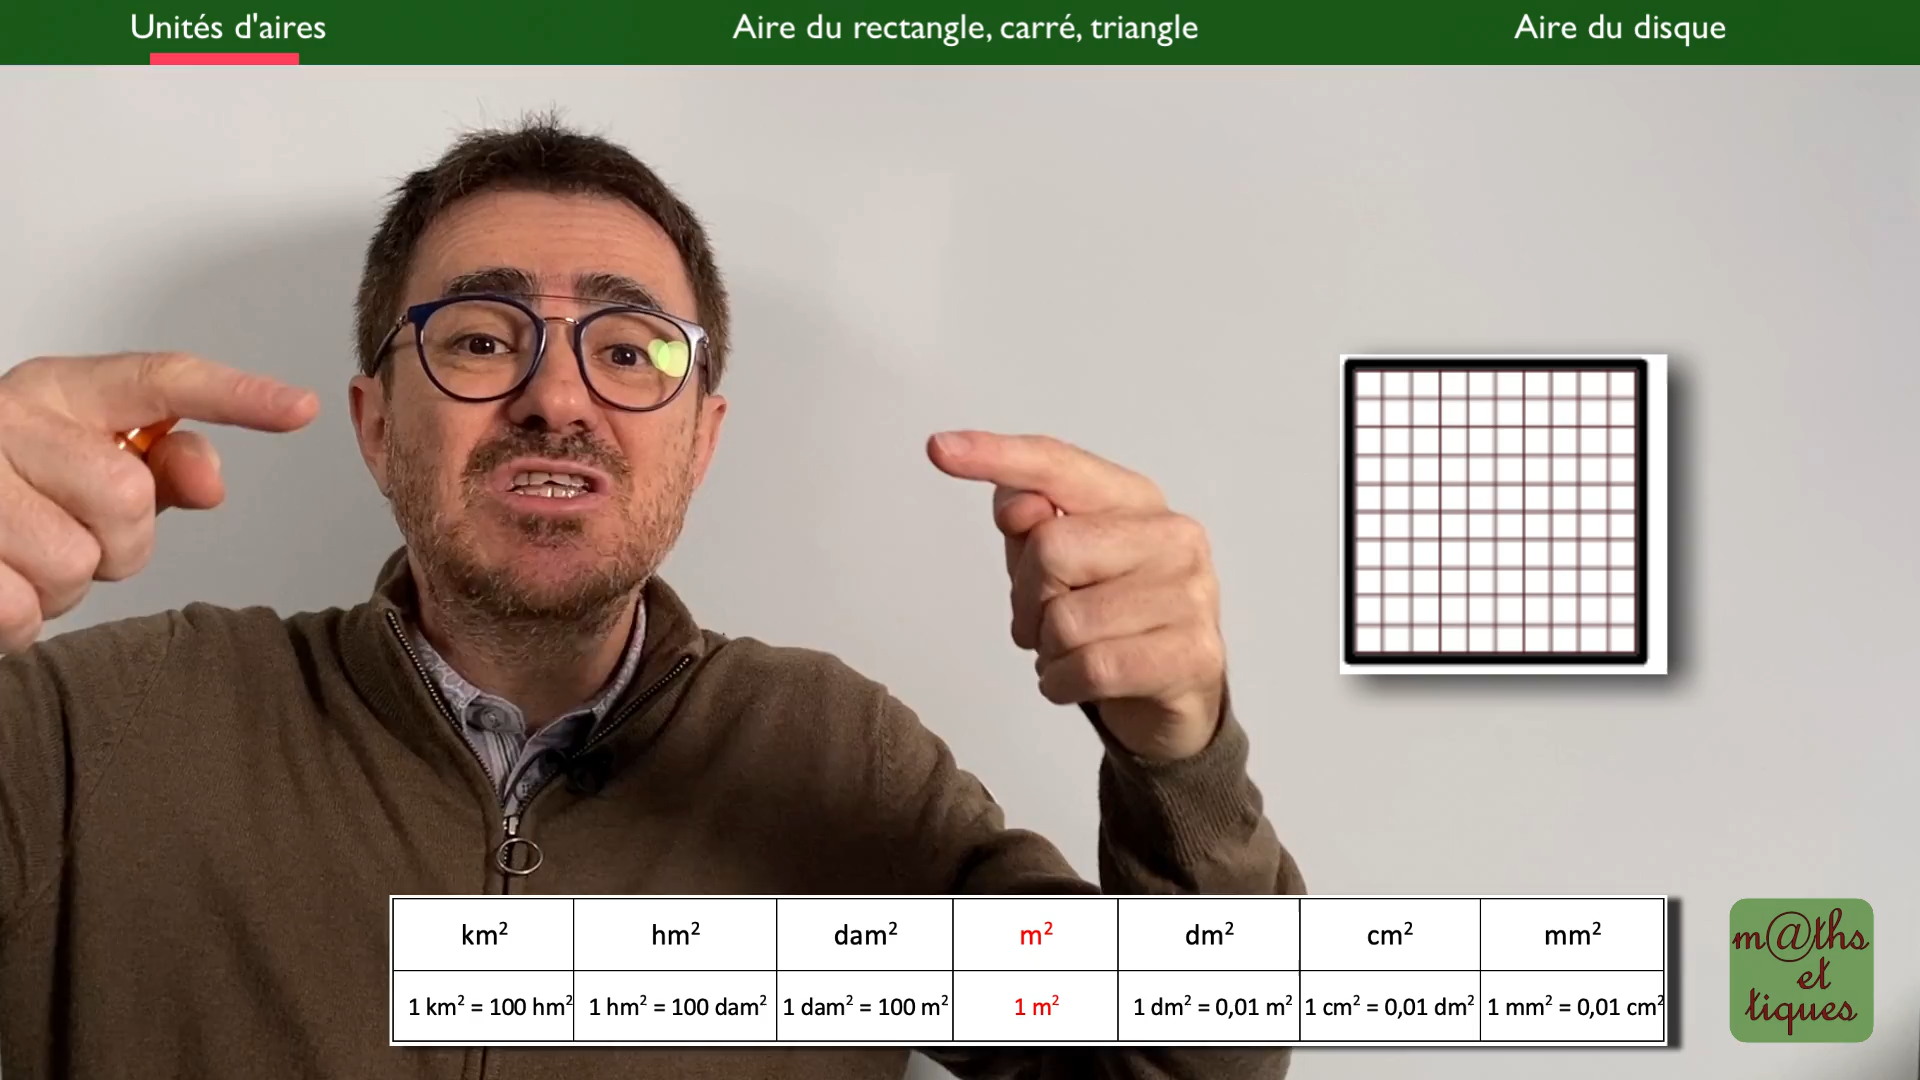 Unités d'aires
Aire du rectangle, carré, triangle
Aire du disque
km² hm² dam² m² dm² cm² mm²
1 km² = 100 hm² 1 hm² = 100 dam² 1 dam² = 100 m² 1 m² 1 dm² = 0,01 m² 1 cm² = 0,01 dm² 1 mm² = 0,01 cm²
m@ths
et
tiques